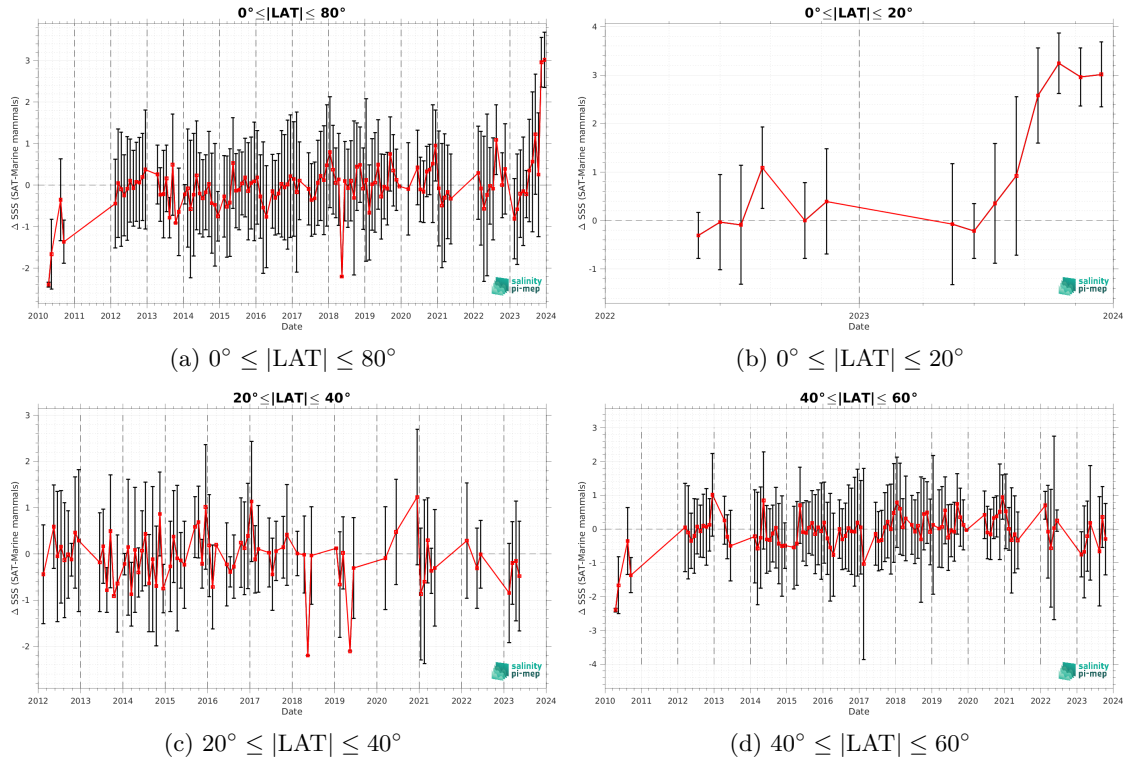 0°≤|LAT|≤ 80°
Δ SSS (SAT-Marine mammals)
3
2
1
0
-1
-2
2010 2011 2012 2013 2014 2015 2016 2017 2018 2019 2020 2021 2022 2023 2024
Date
salinity
pi-mep
(a) 0° ≤ |LAT| ≤ 80°
0°≤|LAT|≤ 20°
Δ SSS (SAT-Marine mammals)
4
3
2
1
0
-1
2022 2023 2024
Date
salinity
pi-mep
(b) 0° ≤ |LAT| ≤ 20°
20°≤|LAT|≤ 40°
Δ SSS (SAT-Marine mammals)
3
2
1
0
-1
-2
2012 2013 2014 2015 2016 2017 2018 2019 2020 2021 2022 2023 2024
Date
salinity
pi-mep
(c) 20° ≤ |LAT| ≤ 40°
40°≤|LAT|≤ 60°
Δ SSS (SAT-Marine mammals)
3
2
1
0
-1
-2
-3
-4
2010 2011 2012 2013 2014 2015 2016 2017 2018 2019 2020 2021 2022 2023 2024
Date
salinity
pi-mep
(d) 40° ≤ |LAT| ≤ 60°